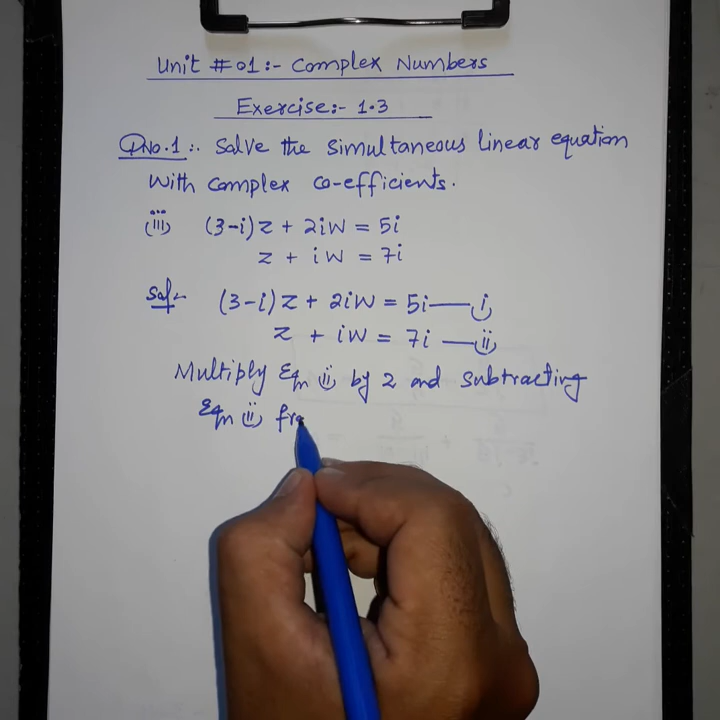 Unit #01:- Complex Numbers
Exercise:- 1.3
QNo.1:. Solve the simultaneous linear equation
with complex co-efficients.
(iii) (3-i)z + 2iw = 5i
z + iw = 7i
Sol:- (3-i)z + 2iw = 5i — (i)
z + iw = 7i — (ii)
Multiply Eqn (ii) by 2 and subtracting
Eqn (ii) fro